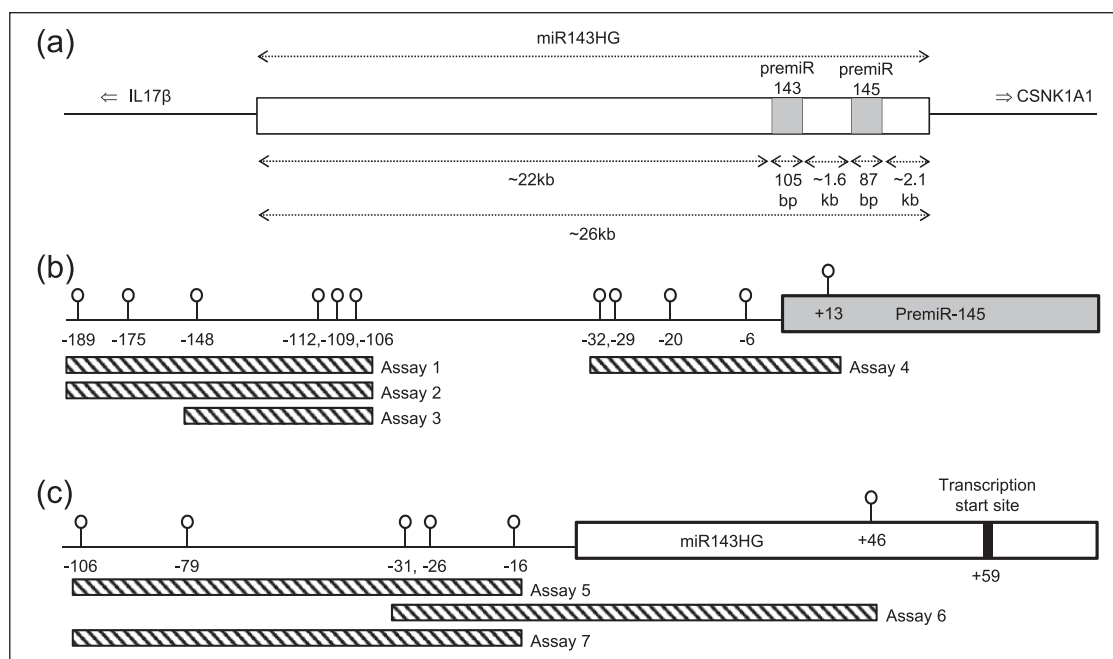 (a)
miR143HG
premiR premiR
⇐ IL17β 143 145 ⇒ CSNK1A1
~22kb 105 ~1.6 87 ~2.1
bp kb bp kb
~26kb
(b)
+13 PremiR-145
-189 -175 -148 -112,-109,-106 -32,-29 -20 -6
Assay 1 Assay 4
Assay 2
Assay 3
(c)
Transcription
start site
miR143HG +46
-106 -79 -31, -26 -16 +59
Assay 5
Assay 6
Assay 7